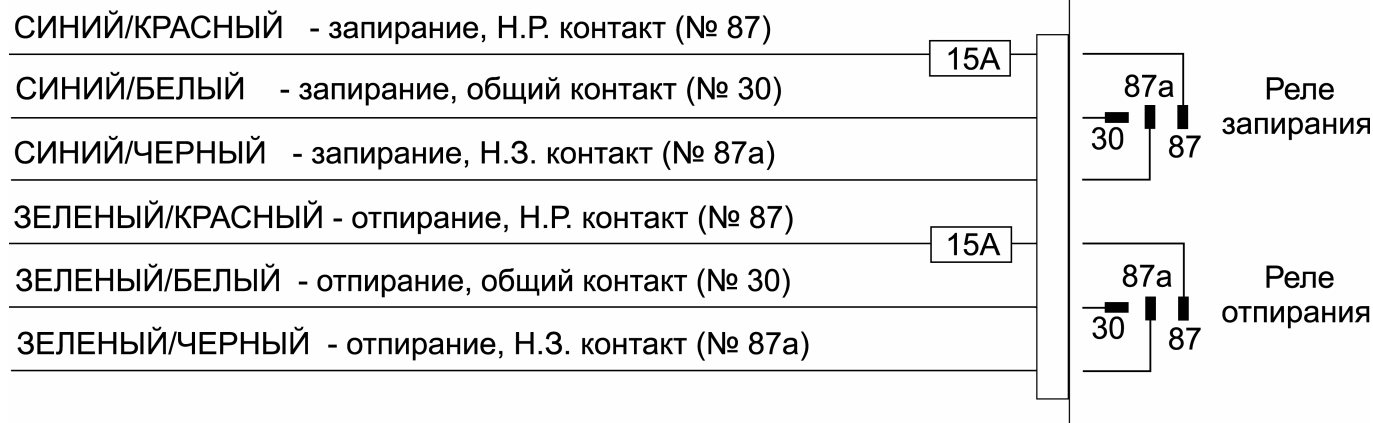 СИНИЙ/КРАСНЫЙ - запирание, Н.Р. контакт (№ 87)
15А
СИНИЙ/БЕЛЫЙ - запирание, общий контакт (№ 30)
СИНИЙ/ЧЕРНЫЙ - запирание, Н.З. контакт (№ 87а)
87а
30
87
Реле
запирания
ЗЕЛЕНЫЙ/КРАСНЫЙ - отпирание, Н.Р. контакт (№ 87)
15А
ЗЕЛЕНЫЙ/БЕЛЫЙ - отпирание, общий контакт (№ 30)
ЗЕЛЕНЫЙ/ЧЕРНЫЙ - отпирание, Н.З. контакт (№ 87а)
87а
30
87
Реле
отпирания